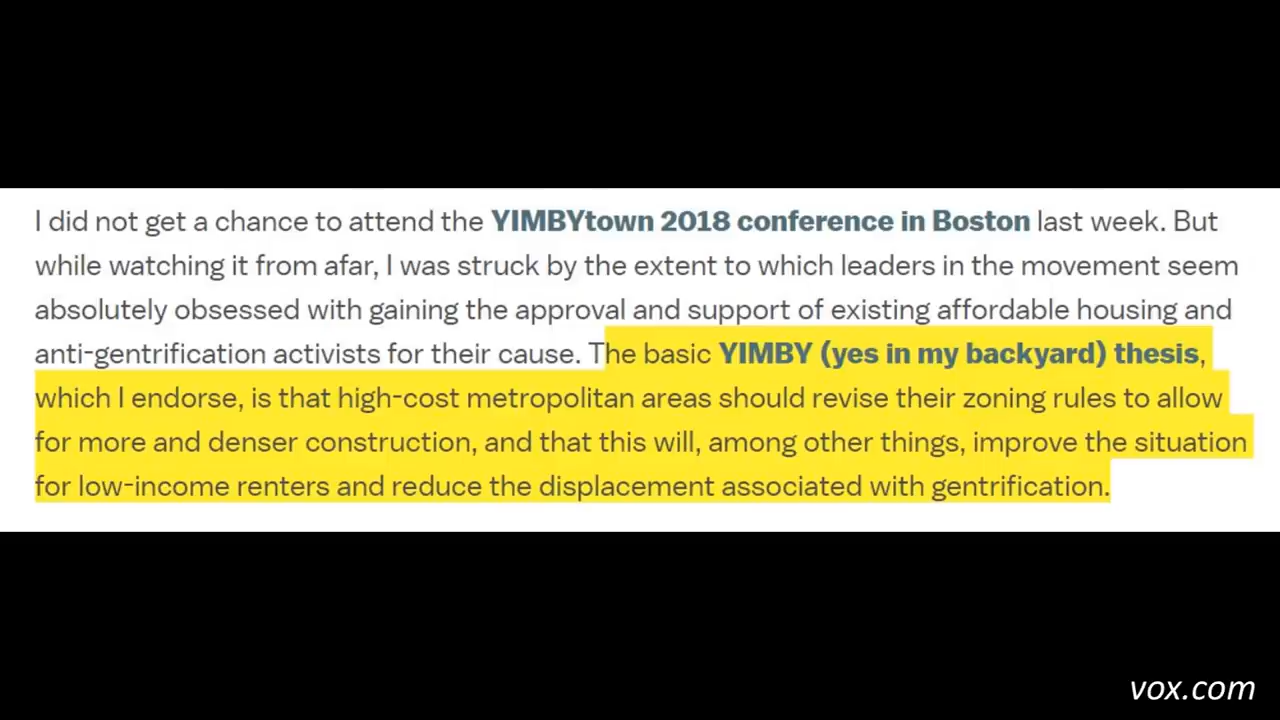 I did not get a chance to attend the YIMBYtown 2018 conference in Boston last week. But
while watching it from afar, I was struck by the extent to which leaders in the movement seem
absolutely obsessed with gaining the approval and support of existing affordable housing and
anti-gentrification activists for their cause. The basic YIMBY (yes in my backyard) thesis,
which I endorse, is that high-cost metropolitan areas should revise their zoning rules to allow
for more and denser construction, and that this will, among other things, improve the situation
for low-income renters and reduce the displacement associated with gentrification.
vox.com